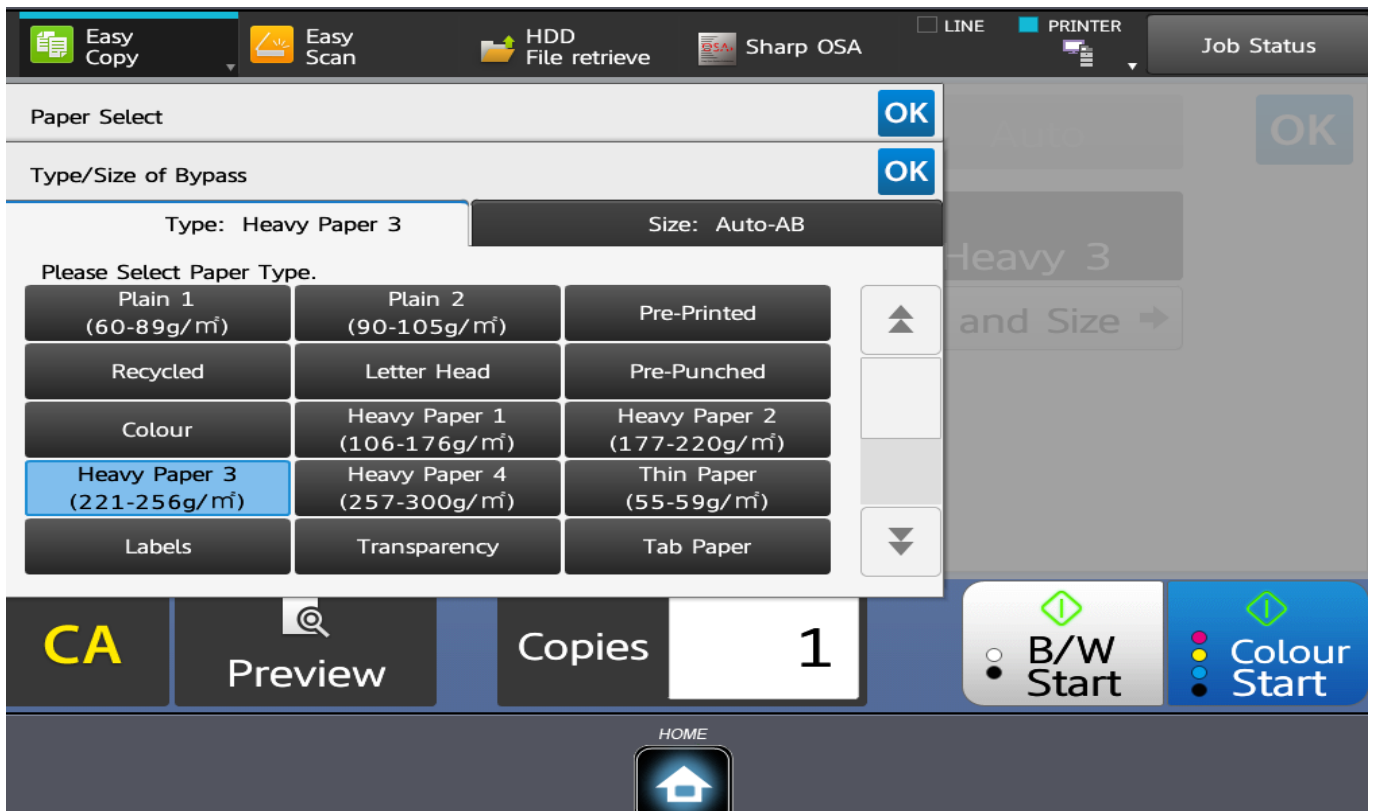 Easy
Copy
Easy
Scan
HDD
File retrieve
OSA
Sharp OSA
LINE
PRINTER
Job Status
Paper Select
OK
Type/Size of Bypass
OK
Type: Heavy Paper 3
Size: Auto-AB
Please Select Paper Type.
Plain 1
(60-89g/㎡)
Plain 2
(90-105g/㎡)
Pre-Printed
Recycled
Letter Head
Pre-Punched
Colour
Heavy Paper 1
(106-176g/㎡)
Heavy Paper 2
(177-220g/㎡)
Heavy Paper 3
(221-256g/㎡)
Heavy Paper 4
(257-300g/㎡)
Thin Paper
(55-59g/㎡)
Labels
Transparency
Tab Paper
Auto
OK
Heavy 3
and Size
CA
Preview
Copies
1
B/W
Start
Colour
Start
HOME